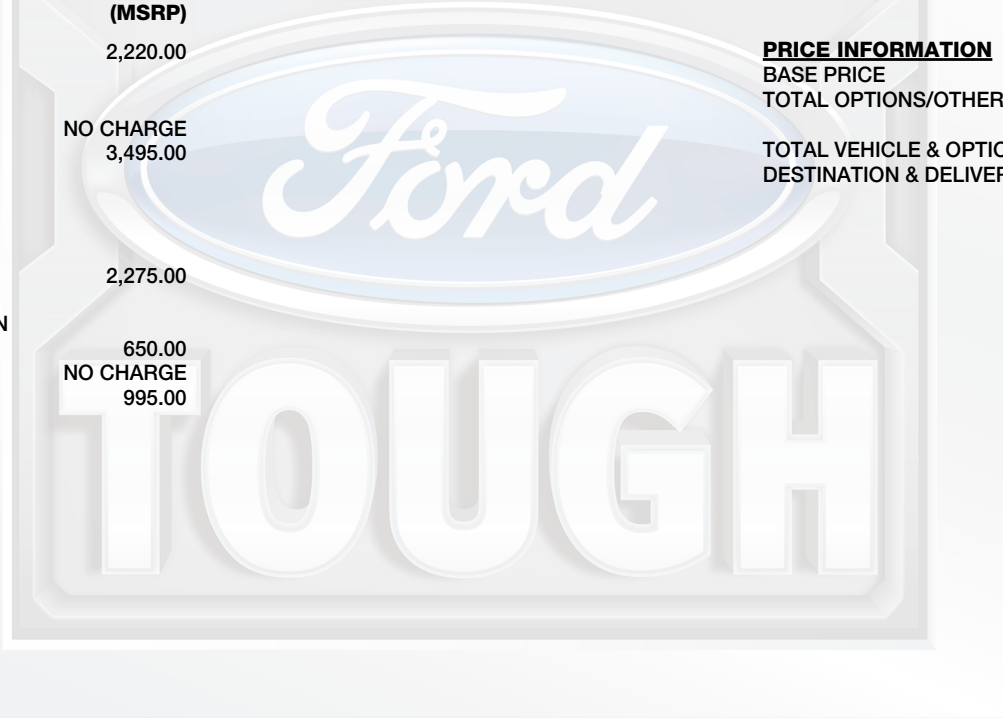 (MSRP)
2,220.00
NO CHARGE
3,495.00
2,275.00
N
650.00
NO CHARGE
995.00
PRICE INFORMATION
BASE PRICE
TOTAL OPTIONS/OTHER
TOTAL VEHICLE & OPTIO
DESTINATION & DELIVER
Ford
TOUGH